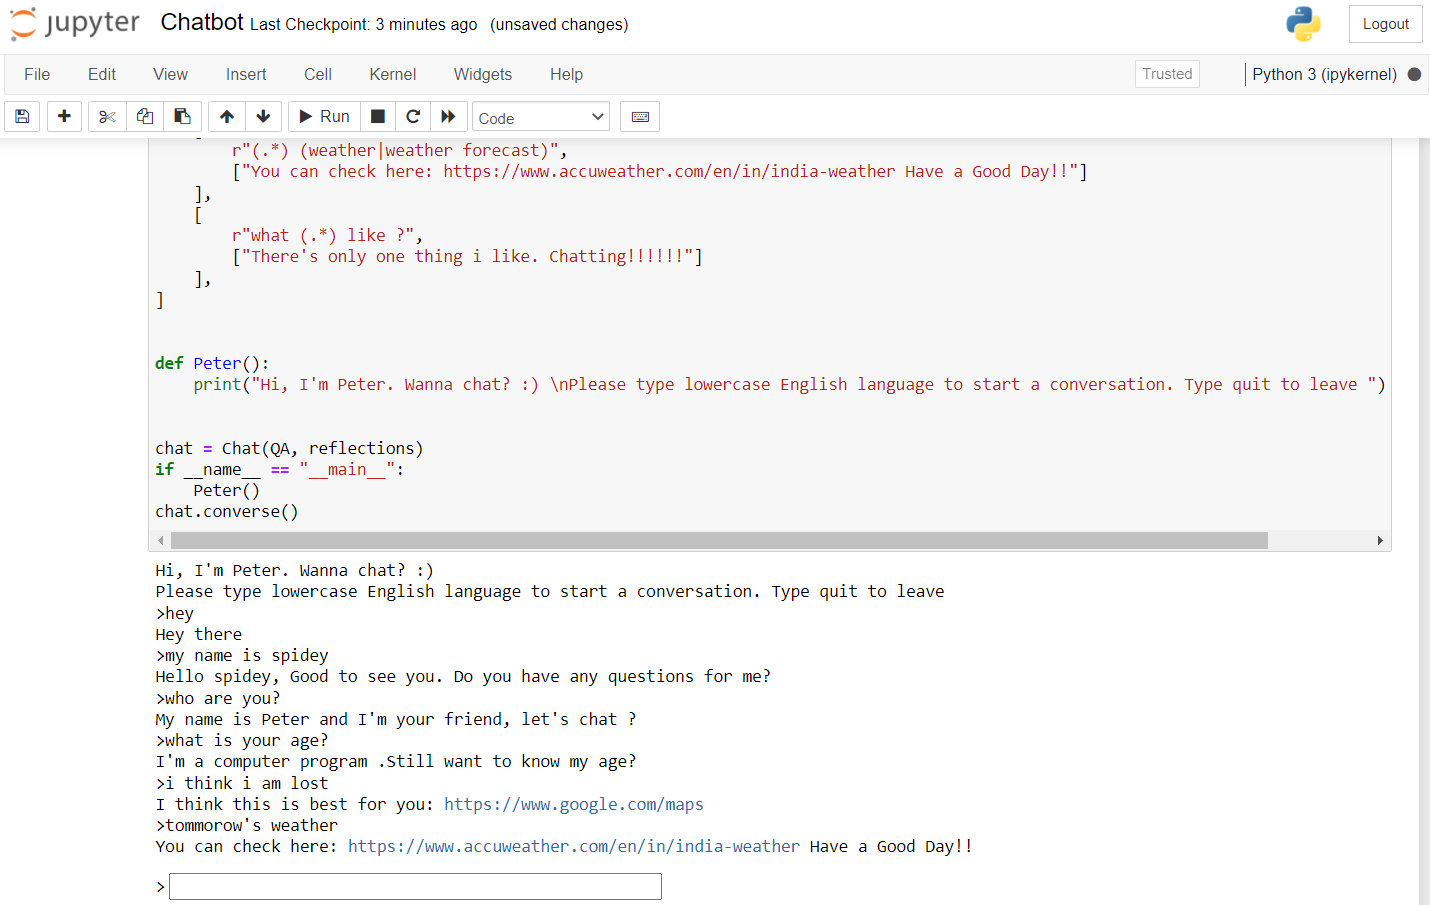 jupyter Chatbot Last Checkpoint: 3 minutes ago (unsaved changes) Logout
File Edit View Insert Cell Kernel Widgets Help Trusted Python 3 (ipykernel)
Run Code
r"(.*) (weather|weather forecast)",
["You can check here: https://www.accuweather.com/en/in/india-weather Have a Good Day!!"]
],
[
r"what (.*) like ?",
["There's only one thing i like. Chatting!!!!!!"]
],
]
def Peter():
print("Hi, I'm Peter. Wanna chat? :) \nPlease type lowercase English language to start a conversation. Type quit to leave ")
chat = Chat(QA, reflections)
if __name__ == "__main__":
Peter()
chat.converse()
Hi, I'm Peter. Wanna chat? :)
Please type lowercase English language to start a conversation. Type quit to leave
>hey
Hey there
>my name is spidey
Hello spidey, Good to see you. Do you have any questions for me?
>who are you?
My name is Peter and I'm your friend, let's chat ?
>what is your age?
I'm a computer program .Still want to know my age?
>i think i am lost
I think this is best for you: https://www.google.com/maps
>tommorow's weather
You can check here: https://www.accuweather.com/en/in/india-weather Have a Good Day!!
>